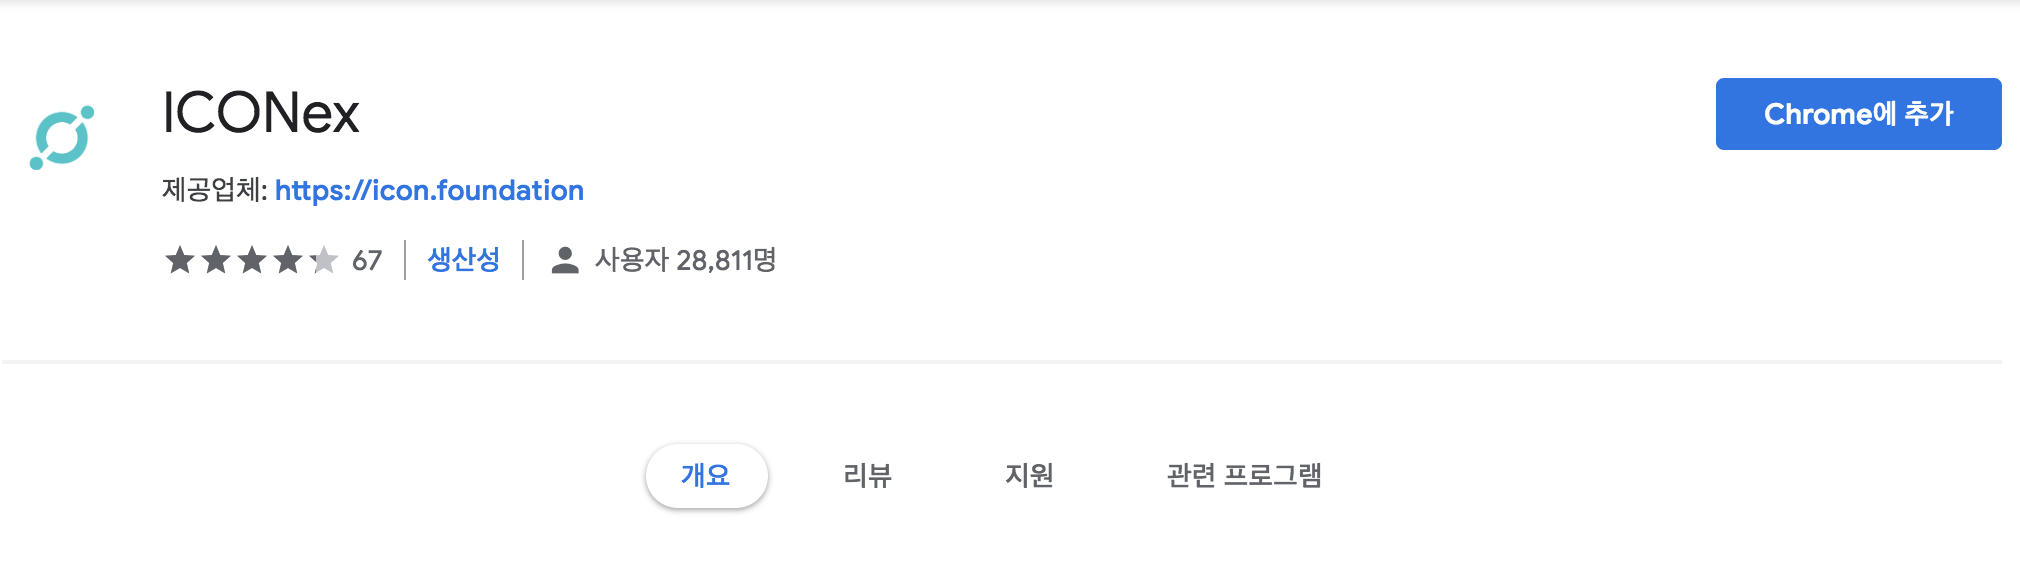 ICONex
Chrome에 추가
제공업체: https://icon.foundation
67 생산성 사용자 28,811명
개요 리뷰 지원 관련 프로그램